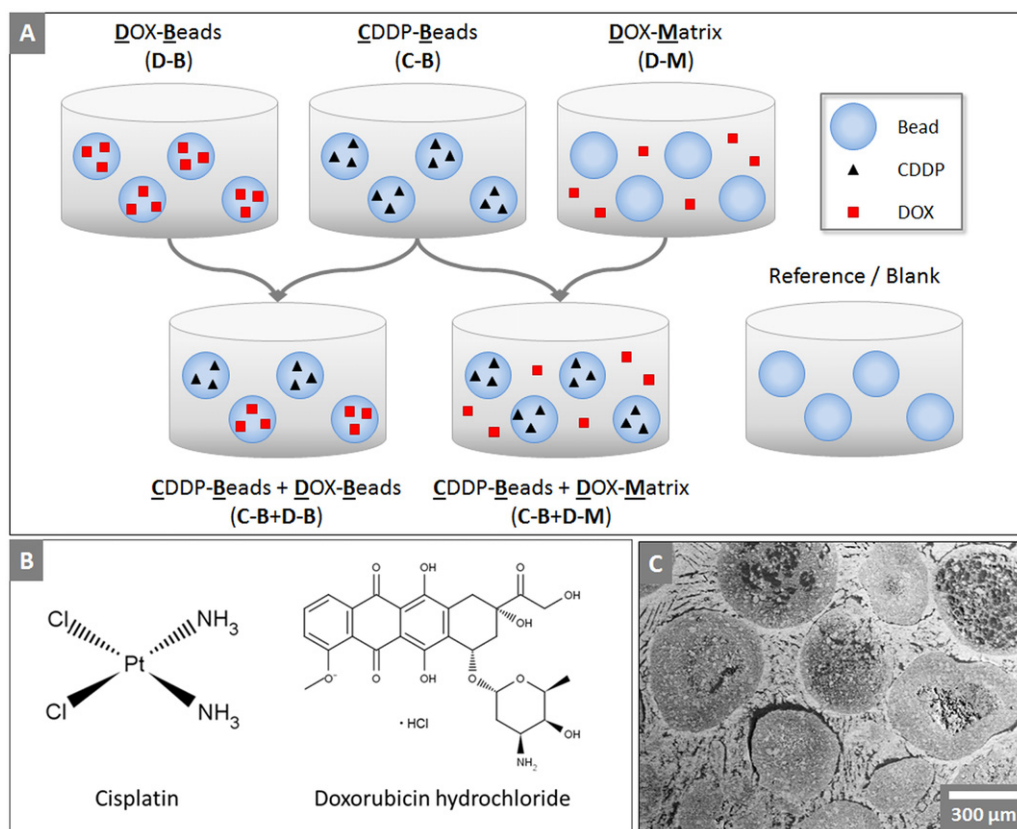 A
DOX-Beads
(D-B)
CDDP-Beads
(C-B)
DOX-Matrix
(D-M)
Bead
CDDP
DOX
Reference / Blank
CDDP-Beads + DOX-Beads
(C-B+D-B)
CDDP-Beads + DOX-Matrix
(C-B+D-M)
B
Cl
NH3
Pt
Cl
NH3
Cisplatin
O
OH
O
OH
OH
O
O
OH
O
O
OH
· HCl
NH2
Doxorubicin hydrochloride
C
300 µm